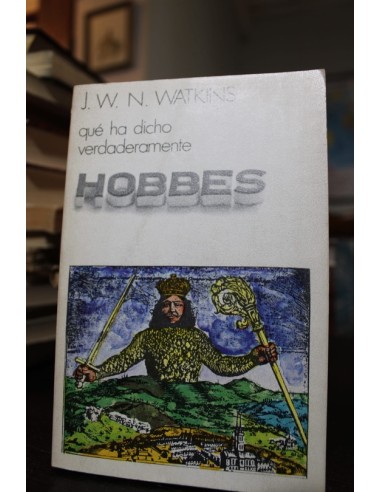 J. W. N. WATKINS
qué ha dicho
verdaderamente
HOBBES